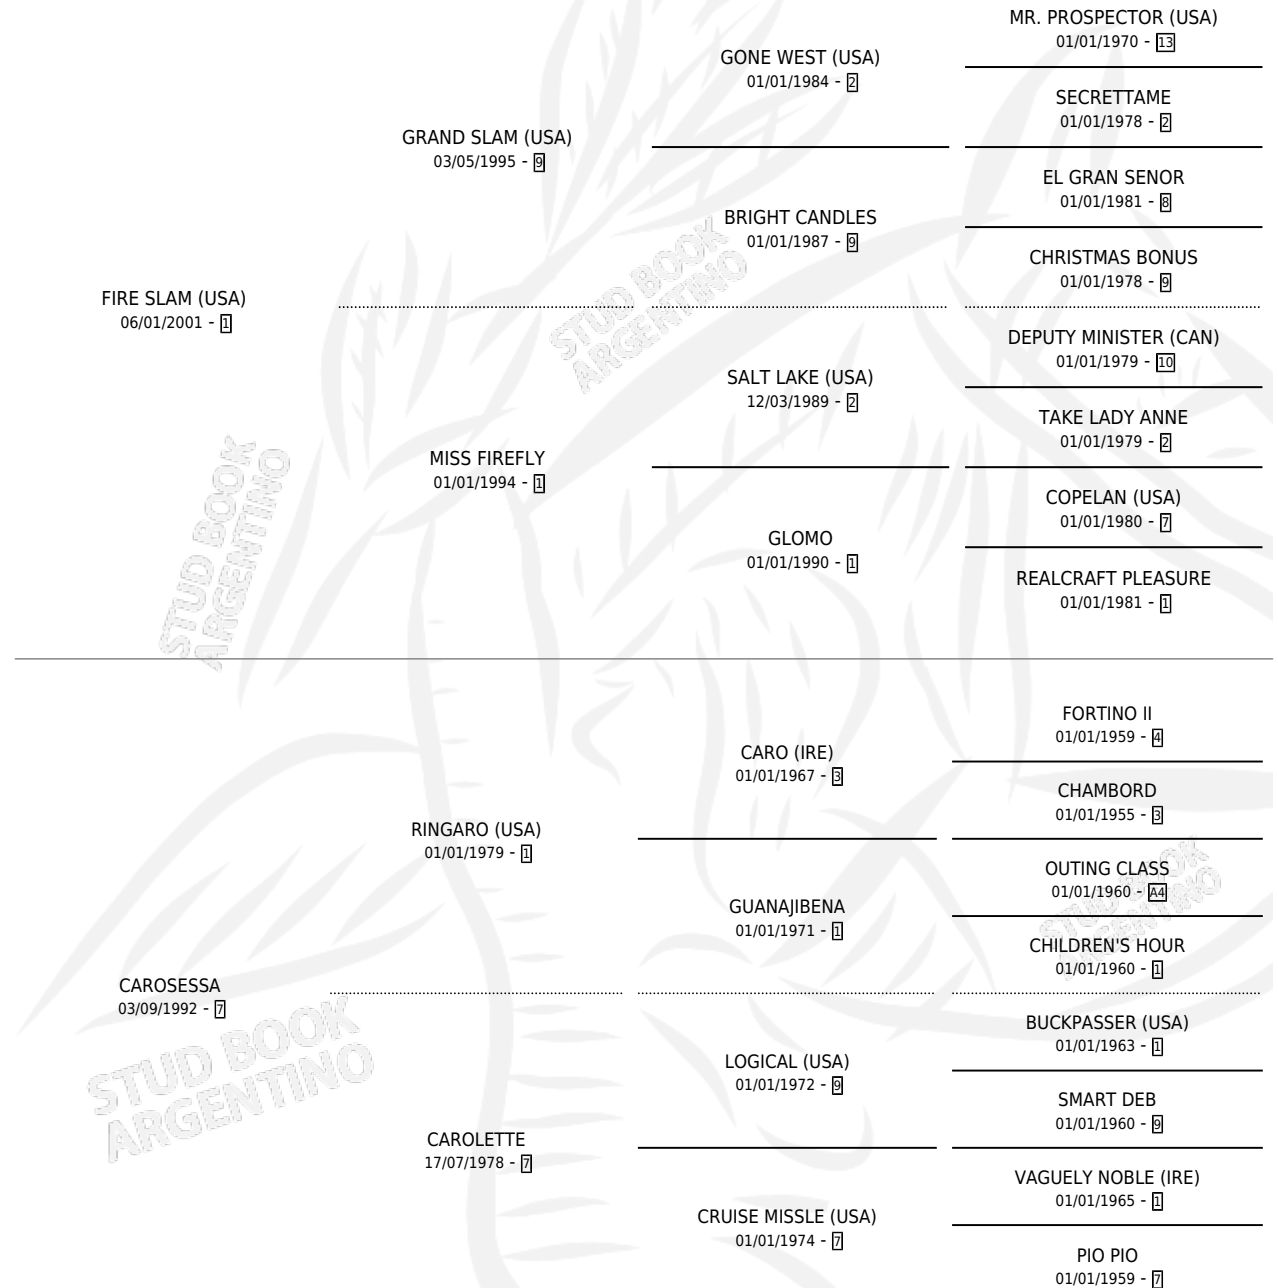 MR. PROSPECTOR (USA)
01/01/1970 - 13
GONE WEST (USA)
01/01/1984 - 2
SECRETTAME
01/01/1978 - 2
GRAND SLAM (USA)
03/05/1995 - 9
EL GRAN SENOR
01/01/1981 - 8
BRIGHT CANDLES
01/01/1987 - 9
CHRISTMAS BONUS
01/01/1978 - 9
FIRE SLAM (USA)
06/01/2001 - 1
STUD BOOK
ARGENTINO
DEPUTY MINISTER (CAN)
01/01/1979 - 10
SALT LAKE (USA)
12/03/1989 - 2
TAKE LADY ANNE
01/01/1979 - 2
MISS FIREFLY
01/01/1994 - 1
COPELAN (USA)
01/01/1980 - 7
GLOMO
01/01/1990 - 1
REALCRAFT PLEASURE
01/01/1981 - 1
STUD BOOK
ARGENTINO
FORTINO II
01/01/1959 - 4
CARO (IRE)
01/01/1967 - 3
CHAMBORD
01/01/1955 - 3
RINGARO (USA)
01/01/1979 - 1
OUTING CLASS
01/01/1960 - A4
GUANAJIBENA
01/01/1971 - 1
STUD BOOK
ARGENTINO
CHILDREN'S HOUR
01/01/1960 - 1
CAROSESSA
03/09/1992 - 7
BUCKPASSER (USA)
01/01/1963 - 1
LOGICAL (USA)
01/01/1972 - 9
STUD BOOK
ARGENTINO
SMART DEB
01/01/1960 - 9
CAROLETTE
17/07/1978 - 7
VAGUELY NOBLE (IRE)
01/01/1965 - 1
CRUISE MISSLE (USA)
01/01/1974 - 7
PIO PIO
01/01/1959 - 7